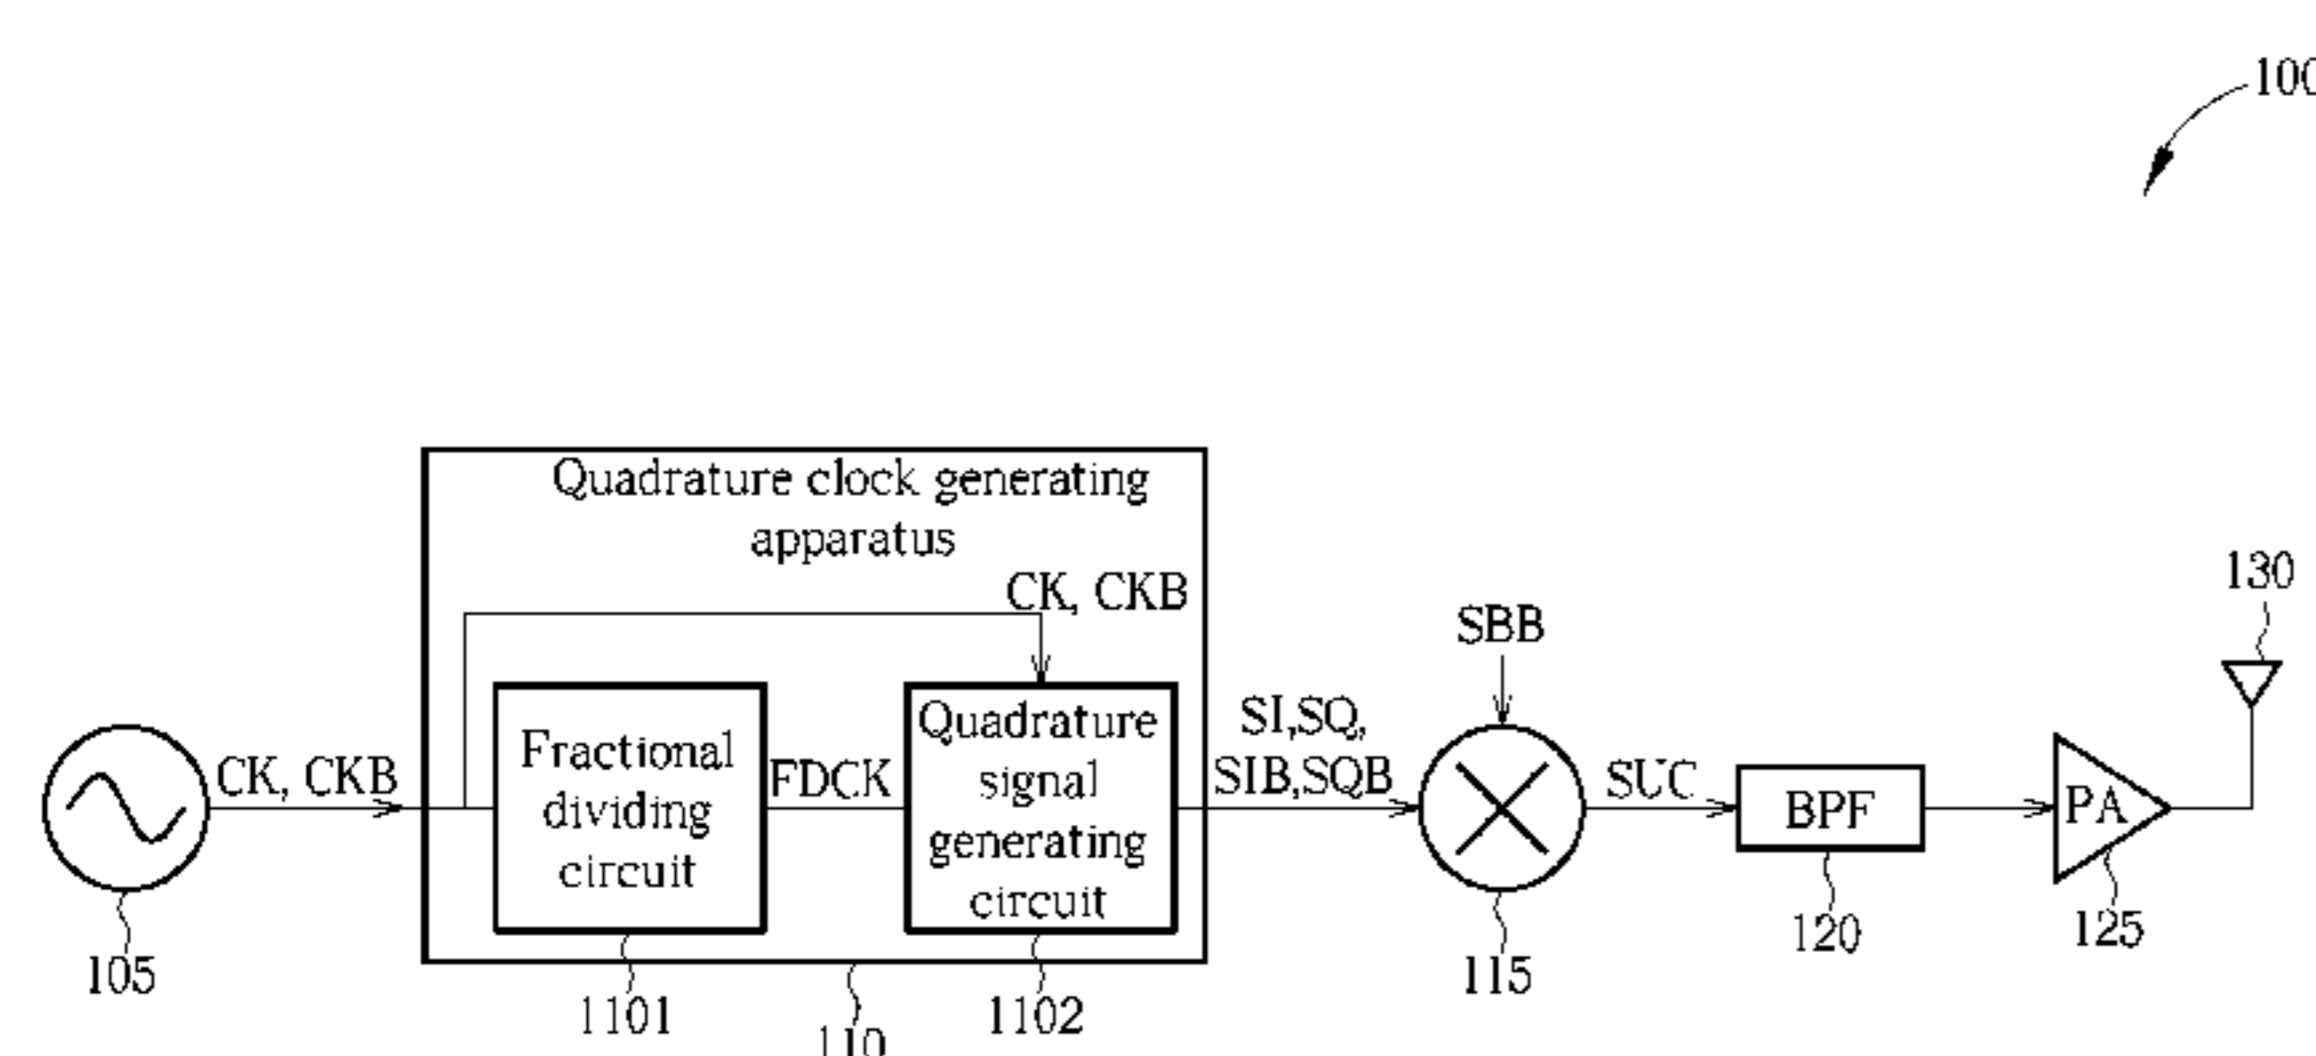 100
Quadrature clock generating
apparatus
CK, CKB
130
SBB
Fractional
dividing
circuit
Quadrature
signal
generating
circuit
SI,SQ,
SIB,SQB
CK, CKB
FDCK
SUC
BPF
PA
105
1101
110
1102
115
120
125